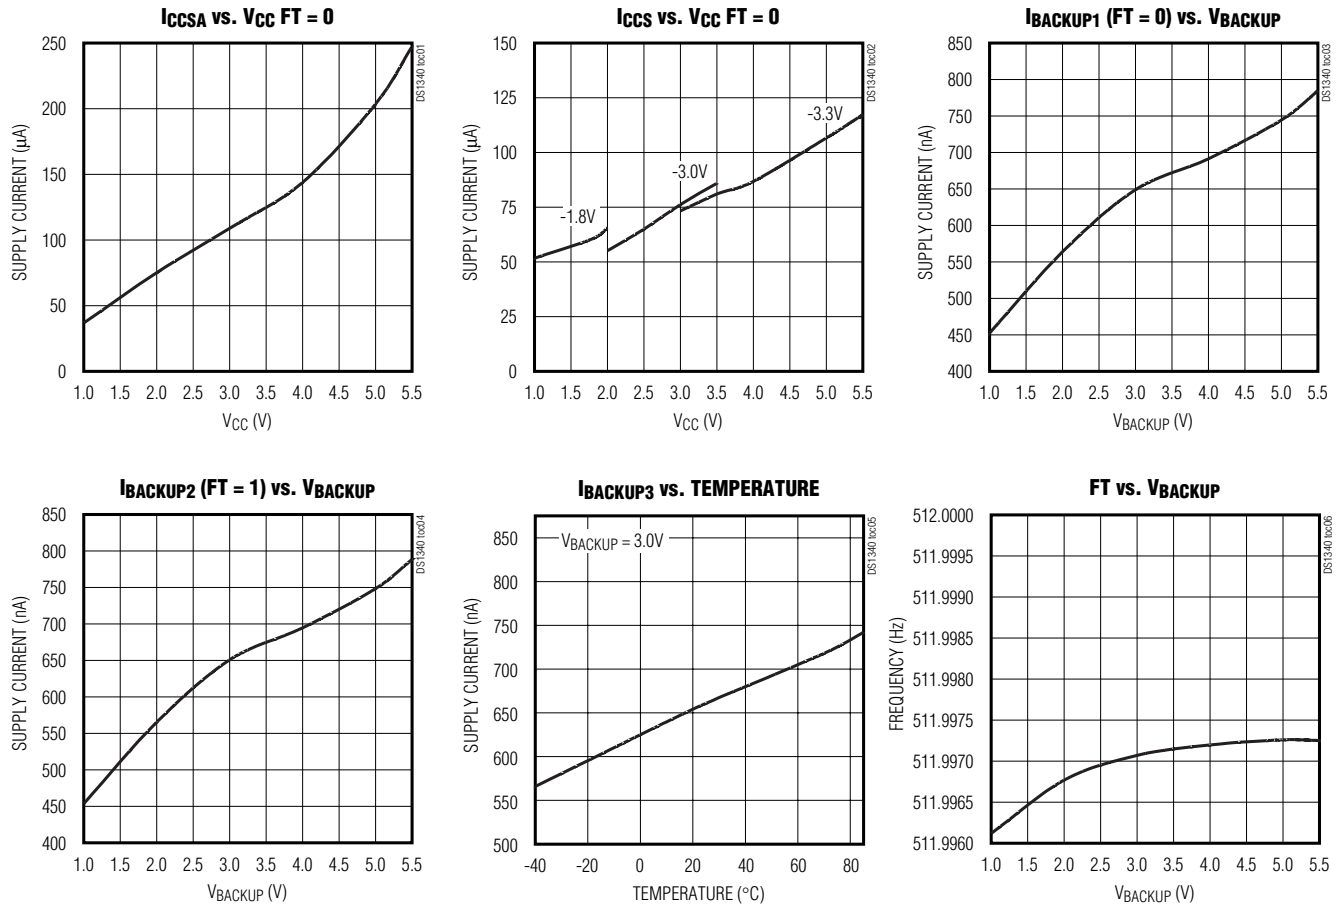 ICCSA vs. VCC FT = 0
250
200
150
100
50
0
SUPPLY CURRENT (µA)
1.0 1.5 2.0 2.5 3.0 3.5 4.0 4.5 5.0 5.5
VCC (V)
DS1340 toc01
ICCS vs. VCC FT = 0
150
125
100
75
50
25
0
SUPPLY CURRENT (µA)
-1.8V
-3.0V
-3.3V
1.0 1.5 2.0 2.5 3.0 3.5 4.0 4.5 5.0 5.5
VCC (V)
DS1340 toc02
IBACKUP1 (FT = 0) vs. VBACKUP
850
800
750
700
650
600
550
500
450
400
SUPPLY CURRENT (nA)
1.0 1.5 2.0 2.5 3.0 3.5 4.0 4.5 5.0 5.5
VBACKUP (V)
DS1340 toc03
IBACKUP2 (FT = 1) vs. VBACKUP
850
800
750
700
650
600
550
500
450
400
SUPPLY CURRENT (nA)
1.0 1.5 2.0 2.5 3.0 3.5 4.0 4.5 5.0 5.5
VBACKUP (V)
DS1340 toc04
IBACKUP3 vs. TEMPERATURE
850
800
750
700
650
600
550
500
SUPPLY CURRENT (nA)
VBACKUP = 3.0V
-40 -20 0 20 40 60 80
TEMPERATURE (°C)
DS1340 toc05
FT vs. VBACKUP
512.0000
511.9995
511.9990
511.9985
511.9980
511.9975
511.9970
511.9965
511.9960
FREQUENCY (Hz)
1.0 1.5 2.0 2.5 3.0 3.5 4.0 4.5 5.0 5.5
VBACKUP (V)
DS1340 toc06